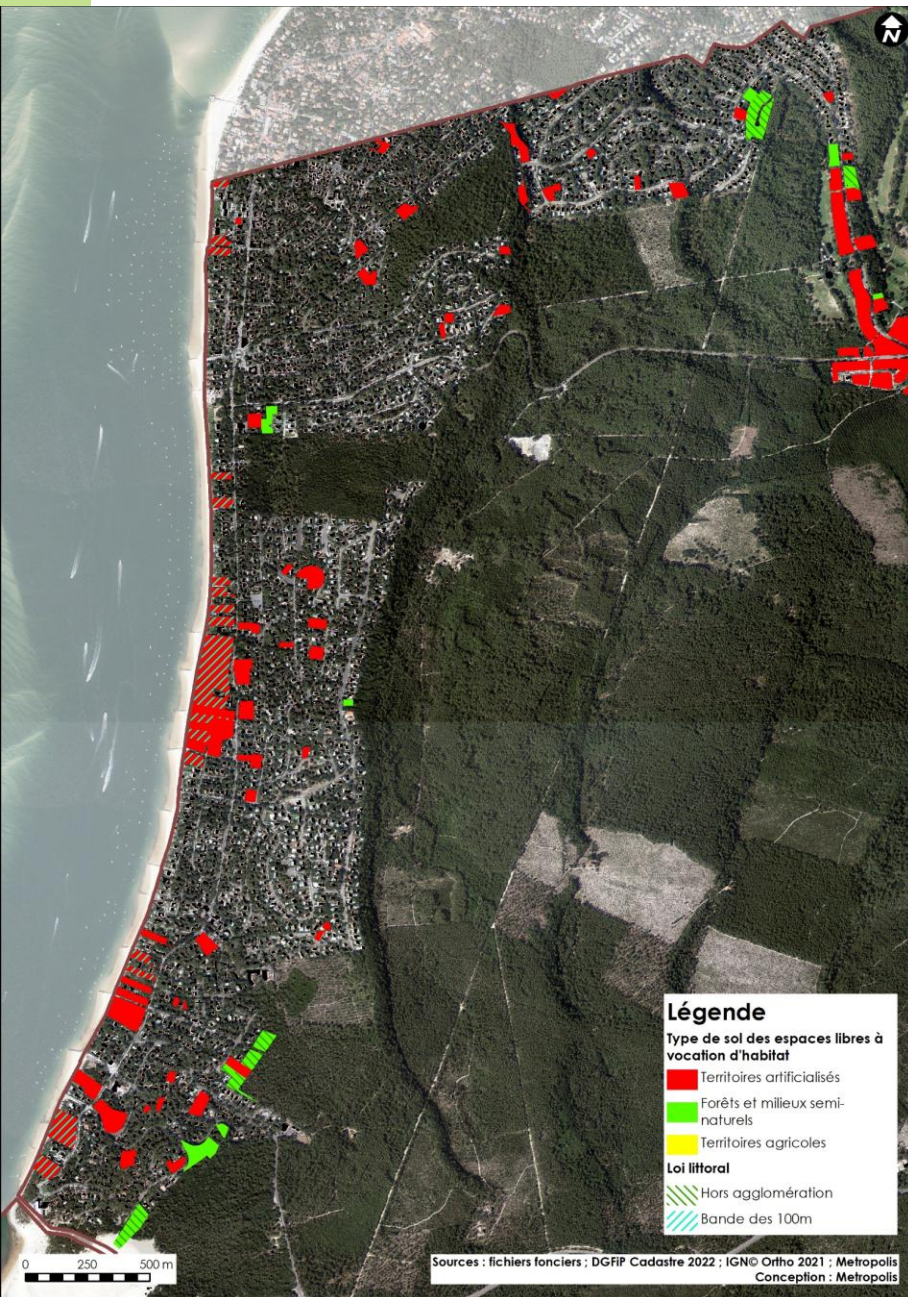 N
Légende
Type de sol des espaces libres à
vocation d'habitat
Territoires artificialisés
Forêts et milieux semi-
naturels
Territoires agricoles
Loi littoral
Hors agglomération
Bande des 100m
0 250 500 m
Sources : fichiers fonciers ; DGFiP Cadastre 2022 ; IGN© Ortho 2021 ; Metropolis
Conception : Metropolis